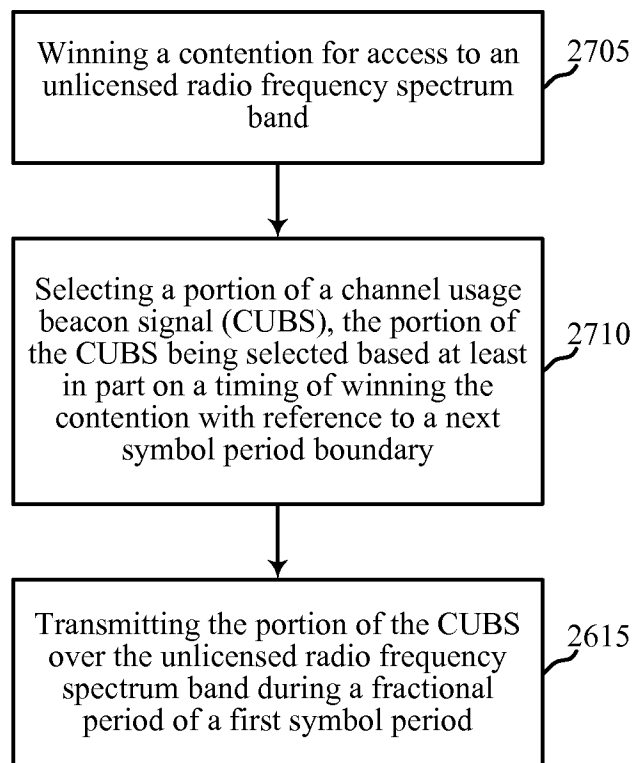 Winning a contention for access to an
unlicensed radio frequency spectrum
band
2705
Selecting a portion of a channel usage
beacon signal (CUBS), the portion of
the CUBS being selected based at least
in part on a timing of winning the
contention with reference to a next
symbol period boundary
2710
Transmitting the portion of the CUBS
over the unlicensed radio frequency
spectrum band during a fractional
period of a first symbol period
2615